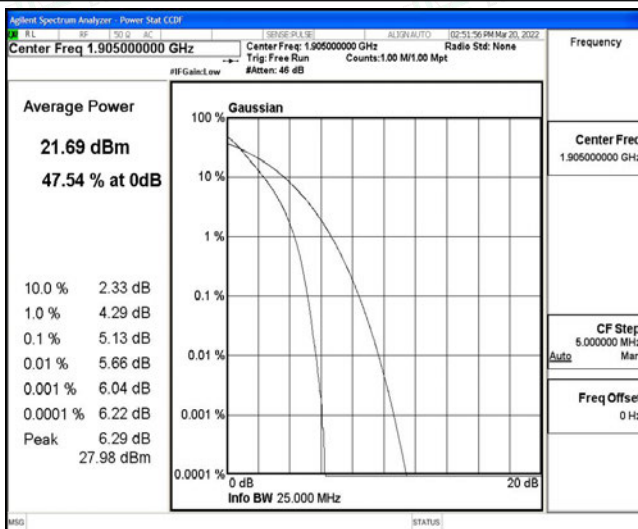 Agilent Spectrum Analyzer - Power Stat CCDF
RL RF 50 Ω AC SENSE:PULSE ALIGN AUTO 02:51:56 PM Mar 20, 2022
Center Freq 1.905000000 GHz
Center Freq: 1.905000000 GHz Radio Std: None
Trig: Free Run Counts:1.00 M/1.00 Mpt
#IFGain:Low #Atten: 46 dB
Frequency
Average Power
21.69 dBm
47.54 % at 0dB
10.0 % 2.33 dB
1.0 % 4.29 dB
0.1 % 5.13 dB
0.01 % 5.66 dB
0.001 % 6.04 dB
0.0001 % 6.22 dB
Peak 6.29 dB
27.98 dBm
Gaussian
100 %
10 %
1 %
0.1 %
0.01 %
0.001 %
0.0001 %
0 dB 20 dB
Info BW 25.000 MHz
Center Freq
1.905000000 GHz
CF Step
5.000000 MHz
Auto Man
Freq Offset
0 Hz
MSG STATUS